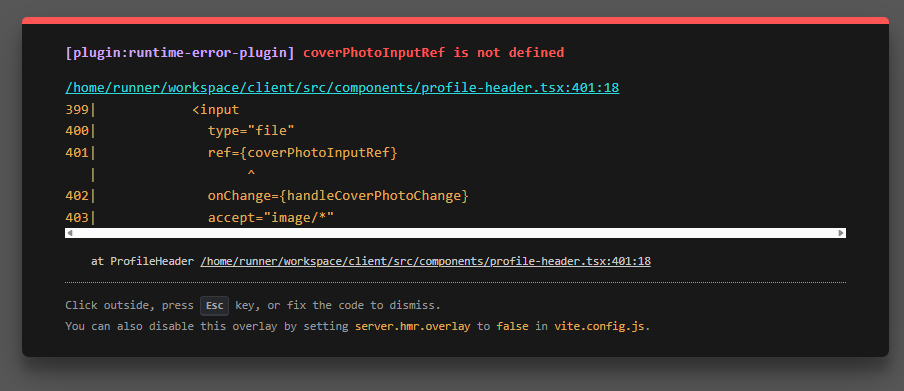 [plugin:runtime-error-plugin] coverPhotoInputRef is not defined
/home/runner/workspace/client/src/components/profile-header.tsx:401:18
399|            <input
400|              type="file"
401|              ref={coverPhotoInputRef}
   |                   ^
402|              onChange={handleCoverPhotoChange}
403|              accept="image/*"
at ProfileHeader /home/runner/workspace/client/src/components/profile-header.tsx:401:18
Click outside, press Esc key, or fix the code to dismiss.
You can also disable this overlay by setting server.hmr.overlay to false in vite.config.js.